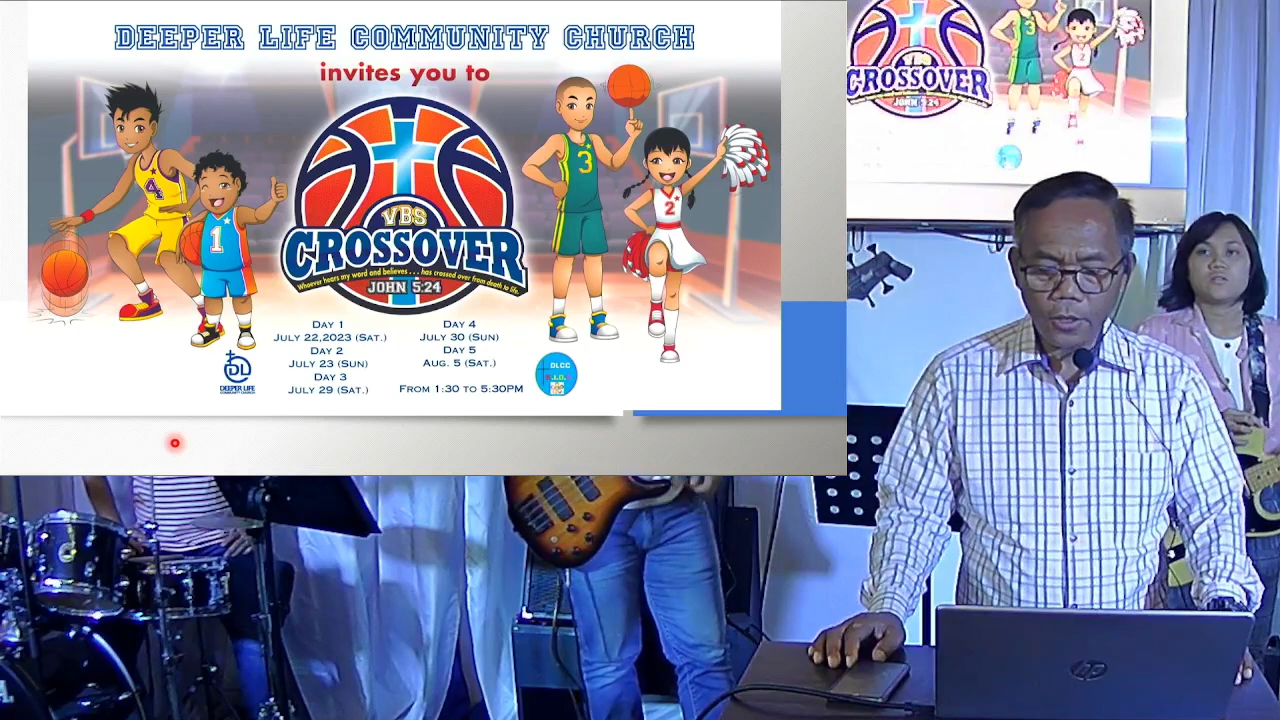 DEEPER LIFE COMMUNITY CHURCH
invites you to
4
3
1
2
VBS
CROSSOVER
Whoever hears my word and believes . . . has crossed over from death to life.
JOHN 5:24
DAY 1
JULY 22,2023 (SAT.)
DAY 2
JULY 23 (SUN)
DAY 3
JULY 29 (SAT.)
DAY 4
JULY 30 (SUN)
DAY 5
AUG. 5 (SAT.)
FROM 1:30 TO 5:30PM
DL
DEEPER LIFE
COMMUNITY CHURCH
DLCC
3
2
VBS
CROSSOVER
JOHN 5:24
hp